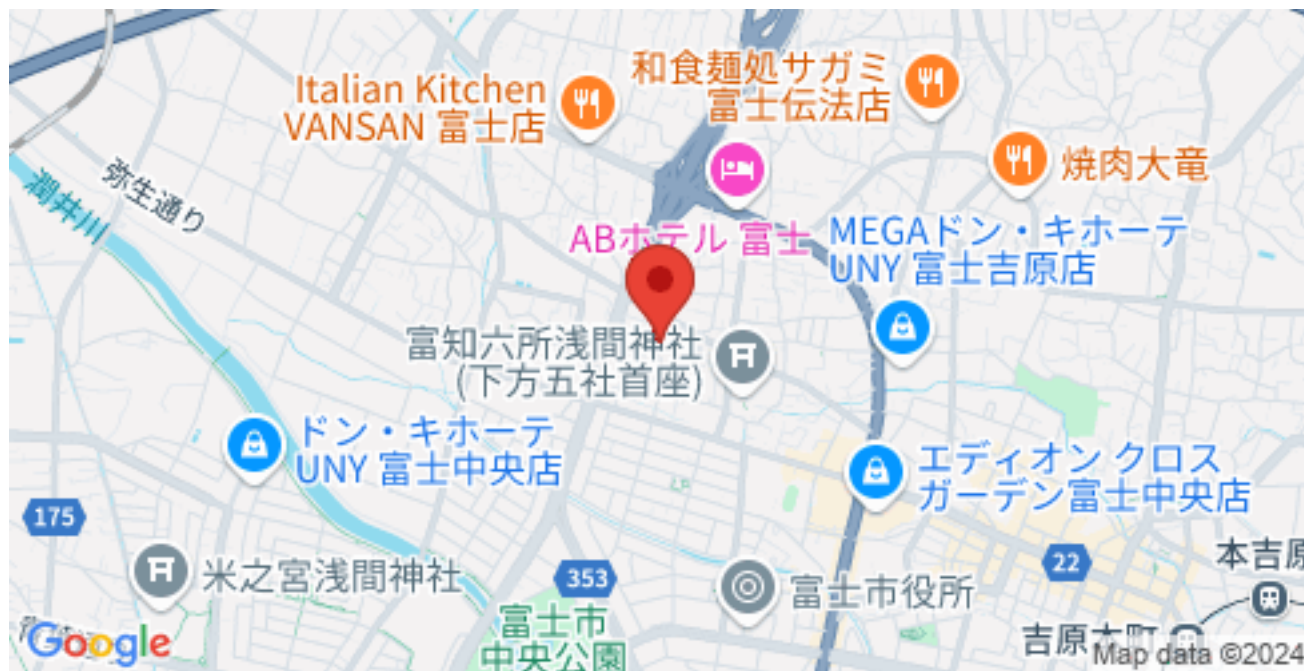 Italian Kitchen
VANSAN 富士店
和食麺処サガミ
富士伝法店
焼肉大竜
弥生通り
潤井川
ABホテル 富士
MEGAドン・キホーテ
UNY 富士吉原店
富知六所浅間神社
(下方五社首座)
ドン・キホーテ
UNY 富士中央店
エディオン クロス
ガーデン富士中央店
175
22
本吉原
米之宮浅間神社
353
富士市役所
富士市
中央公園
吉原本町
Google
Map data ©2024